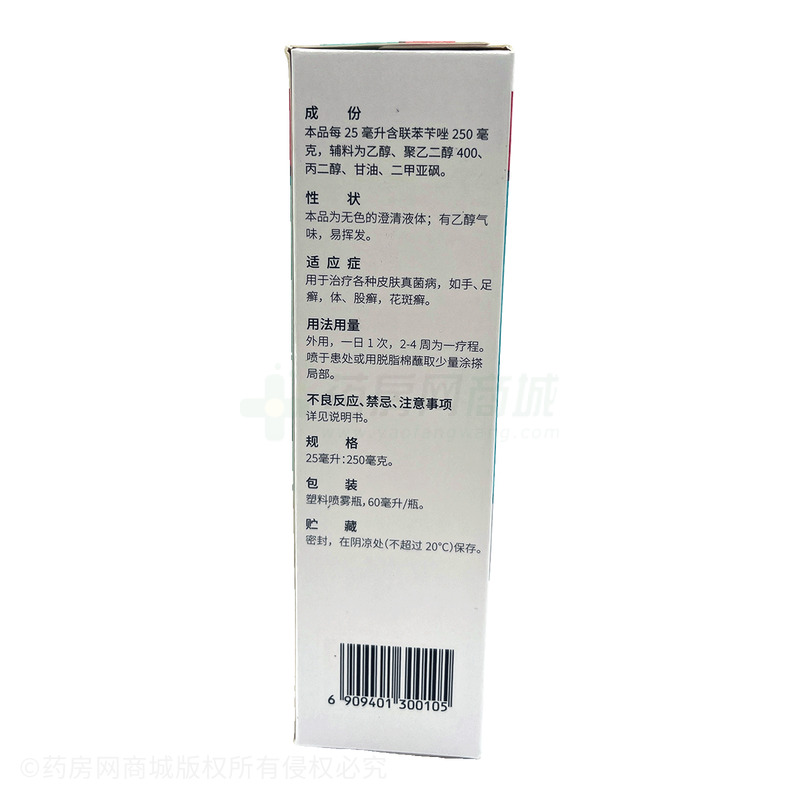 成 份
本品每 25 毫升含联苯苄唑 250 毫
克，辅料为乙醇、聚乙二醇 400、
丙二醇、甘油、二甲亚砜。
性 状
本品为无色的澄清液体；有乙醇气
味，易挥发。
适 应 症
用于治疗各种皮肤真菌病，如手、足
癣，体、股癣，花斑癣。
用法用量
外用，一日 1 次，2-4 周为一疗程。
喷于患处或用脱脂棉蘸取少量涂搽
局部。
药房网商城
www.yaofangwang.com
不良反应、禁忌、注意事项
详见说明书。
规 格
25毫升：250毫克。
包 装
塑料喷雾瓶，60毫升/瓶。
贮 藏
密封，在阴凉处（不超过 20℃）保存。
6 909401 300105
©药房网商城版权所有侵权必究